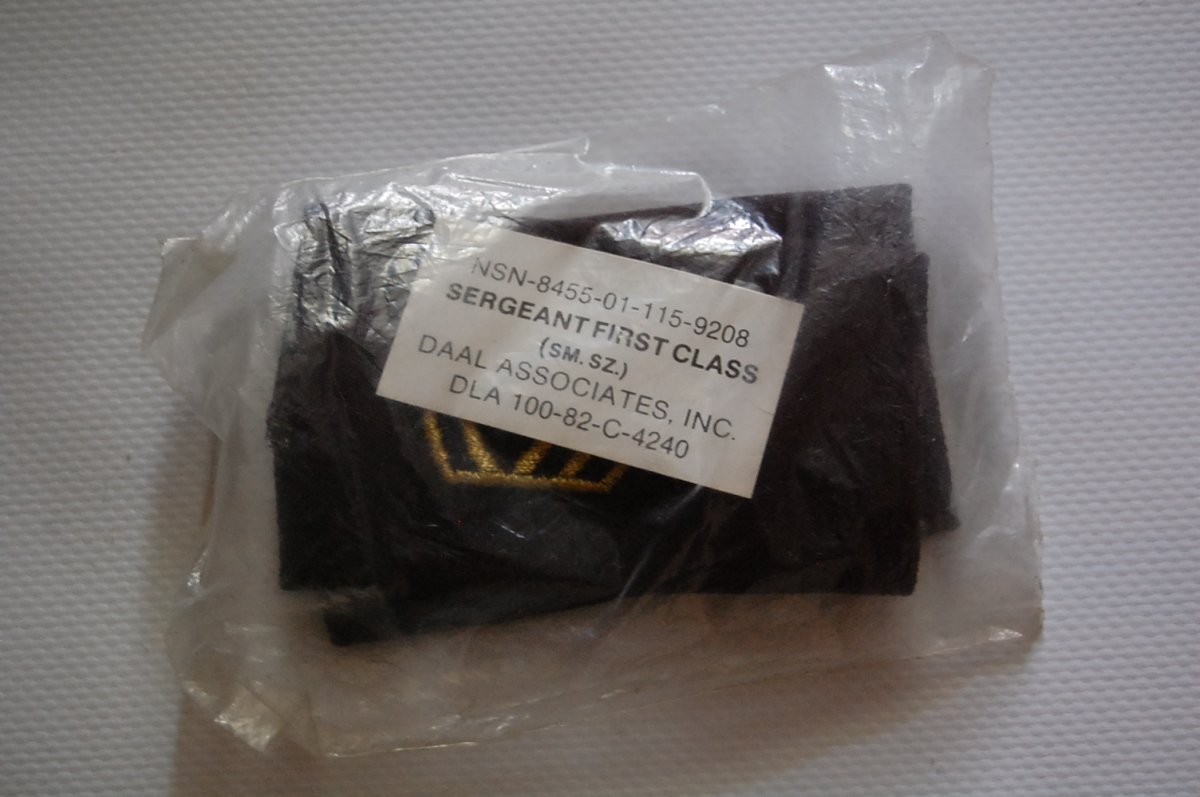 NSN-8455-01-115-9208
SERGEANT FIRST CLASS
(SM. SZ.)
DAAL ASSOCIATES, INC.
DLA 100-82-C-4240